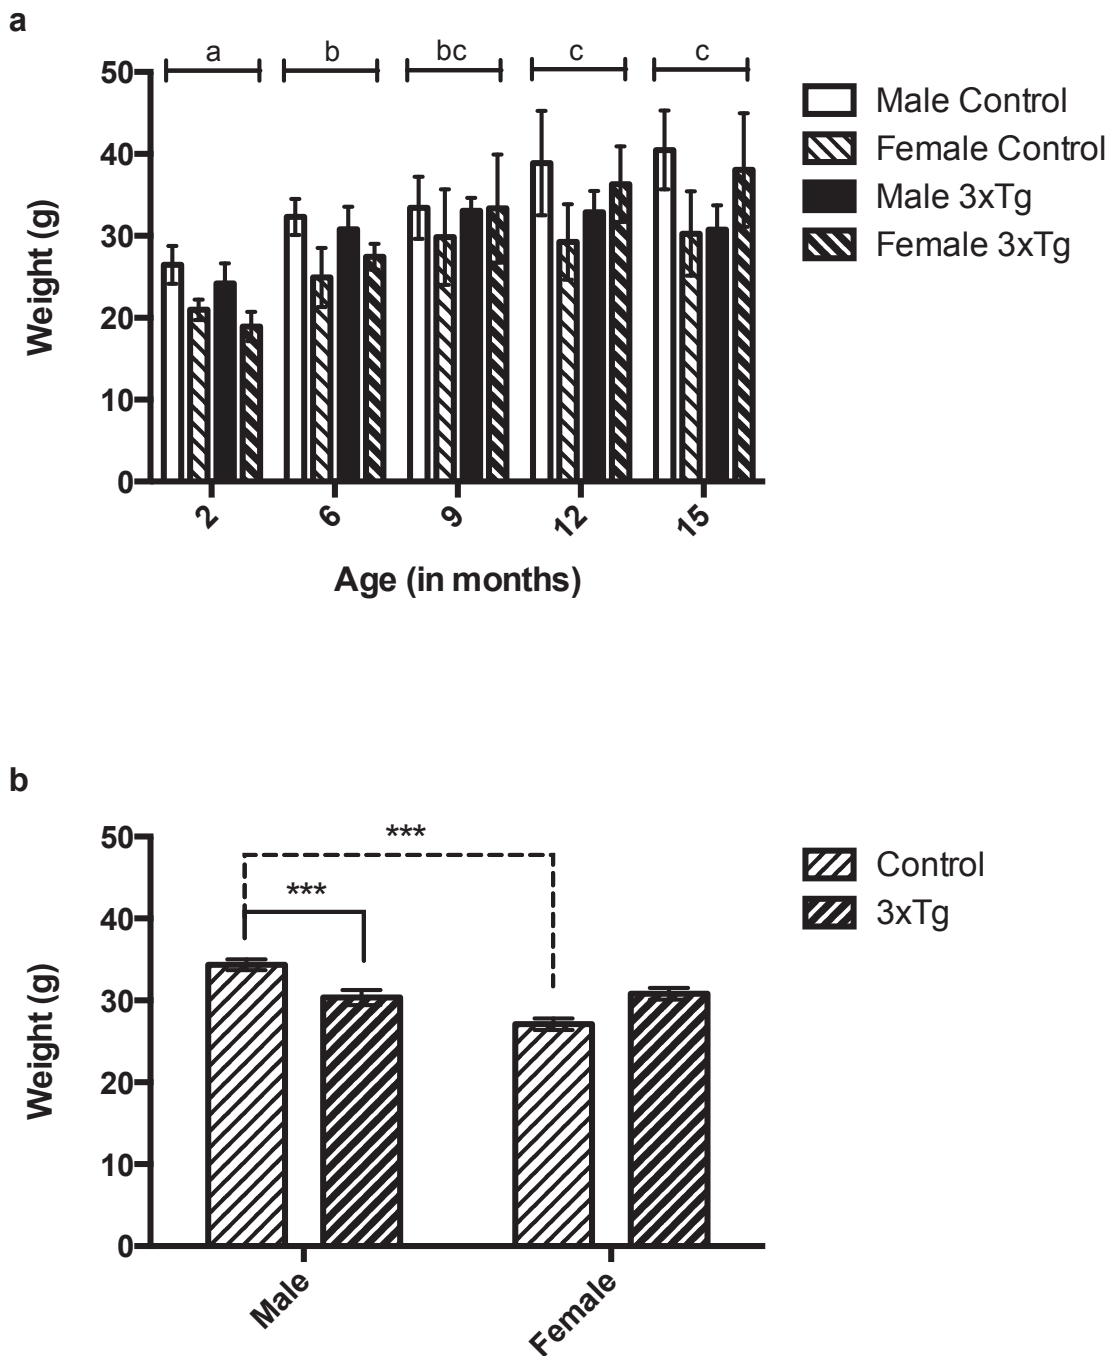 a
a b bc c c
50
40
30
20
10
0
Weight (g)
2 6 9 12 15
Age (in months)
Male Control
Female Control
Male 3xTg
Female 3xTg
b
50
40
30
20
10
0
Weight (g)
***
***
Male Female
Control
3xTg